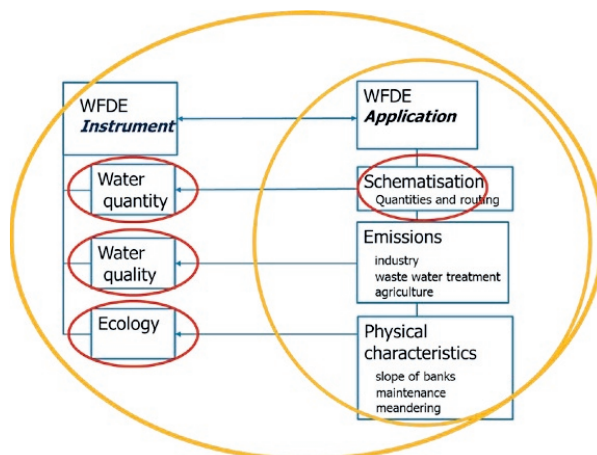 WFDE
Instrument
Water
quantity
Water
quality
Ecology
WFDE
Application
Schematisation
Quantities and routing
Emissions
industry
waste water treatment
agriculture
Physical
characteristics
slope of banks
maintenance
meandering